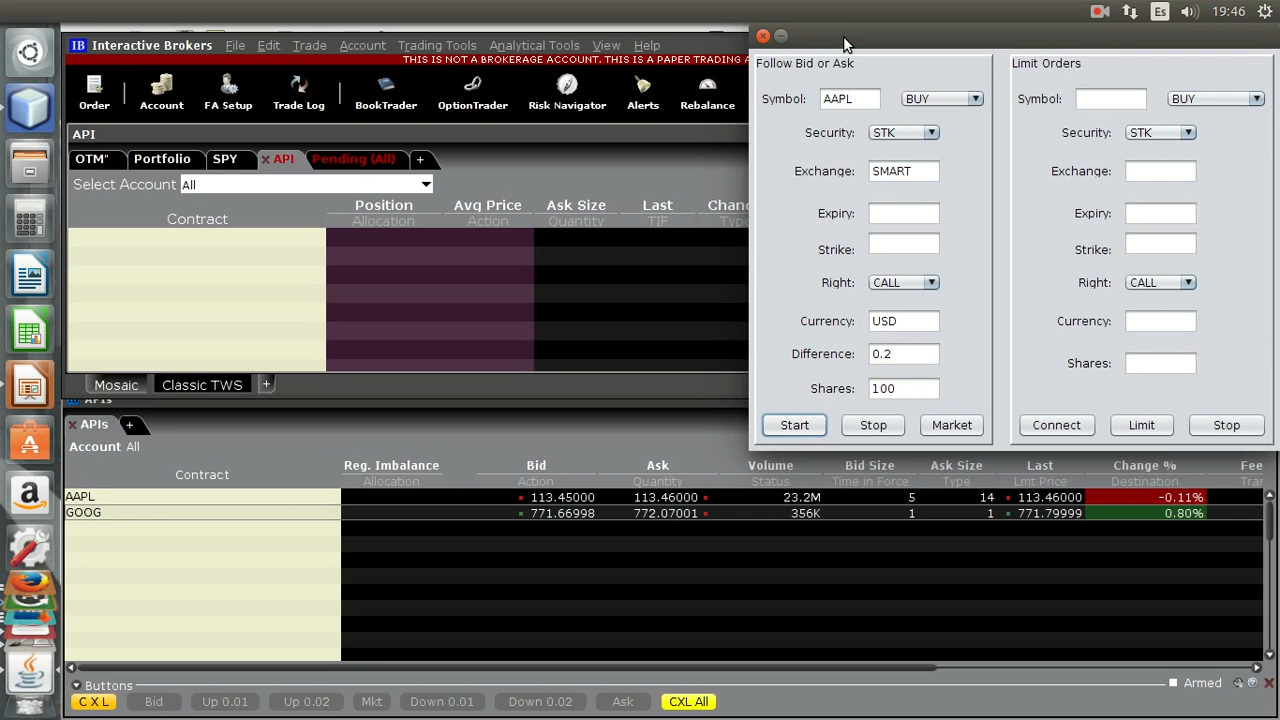 Es 19:46
IB Interactive Brokers File Edit Trade Account Trading Tools Analytical Tools View Help
THIS IS NOT A BROKERAGE ACCOUNT. THIS IS A PAPER TRADING
Order Account FA Setup Trade Log BookTrader OptionTrader Risk Navigator Alerts Rebalance
API
OTM" Portfolio SPY API Pending (All) +
Select Account All
Contract Position Avg Price Ask Size Last
Allocation Action Quantity TIF
Mosaic Classic TWS +
Follow Bid or Ask
Symbol: AAPL BUY
Security: STK
Exchange: SMART
Expiry:
Strike:
Right: CALL
Currency: USD
Difference: 0.2
Shares: 100
Start Stop Market
Limit Orders
Symbol: BUY
Security: STK
Exchange:
Expiry:
Strike:
Right: CALL
Currency:
Shares:
Connect Limit Stop
APIs
APIs +
Account All
Contract Reg. Imbalance Bid Ask Volume Bid Size Ask Size Last Change % Fee
Allocation Action Quantity Status Time in Force Type Lmt Price Destination
AAPL 113.45000 113.46000 23.2M 5 14 113.46000 -0.11%
GOOG 771.66998 772.07001 356K 1 1 771.79999 0.80%
Buttons Armed
C X L Bid Up 0.01 Up 0.02 Mkt Down 0.01 Down 0.02 Ask CXL All